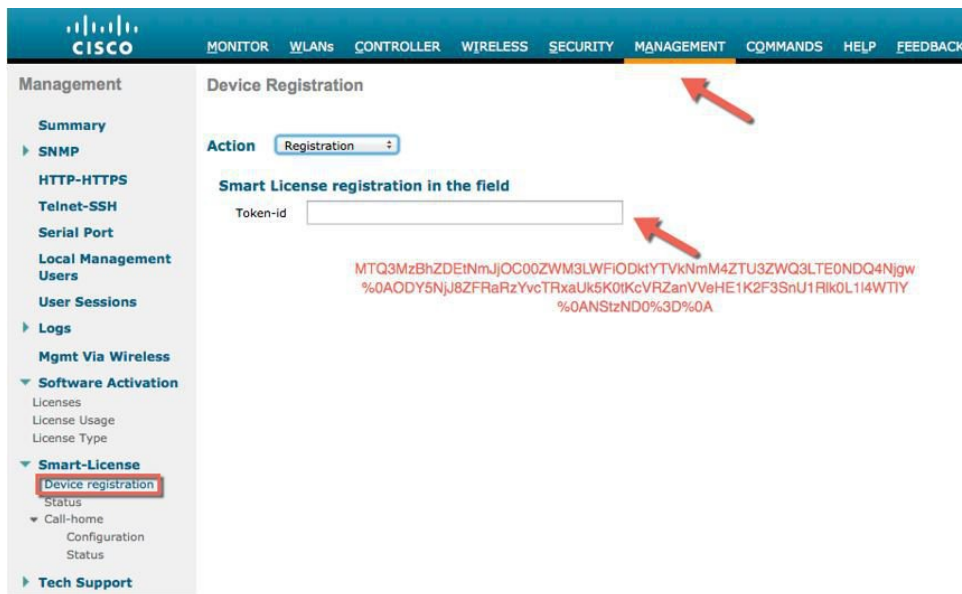 CISCO
MONITOR WLANs CONTROLLER WIRELESS SECURITY MANAGEMENT COMMANDS HELP FEEDBACK
Management
Summary
SNMP
HTTP-HTTPS
Telnet-SSH
Serial Port
Local Management
Users
User Sessions
Logs
Mgmt Via Wireless
Software Activation
Licenses
License Usage
License Type
Smart-License
Device registration
Status
Call-home
Configuration
Status
Tech Support
Device Registration
Action Registration
Smart License registration in the field
Token-id
MTQ3MzBhZDEtNmJjOC00ZWM3LWFiODktYTVkNmM4ZTU3ZWQ3LTE0NDQ4Njgw
%0AODY5NjJ8ZFRaRzYvcTRxaUk5K0tKcVRZanVVeHE1K2F3SnU1Rlk0L1l4WTlY
%0ANStzND0%3D%0A